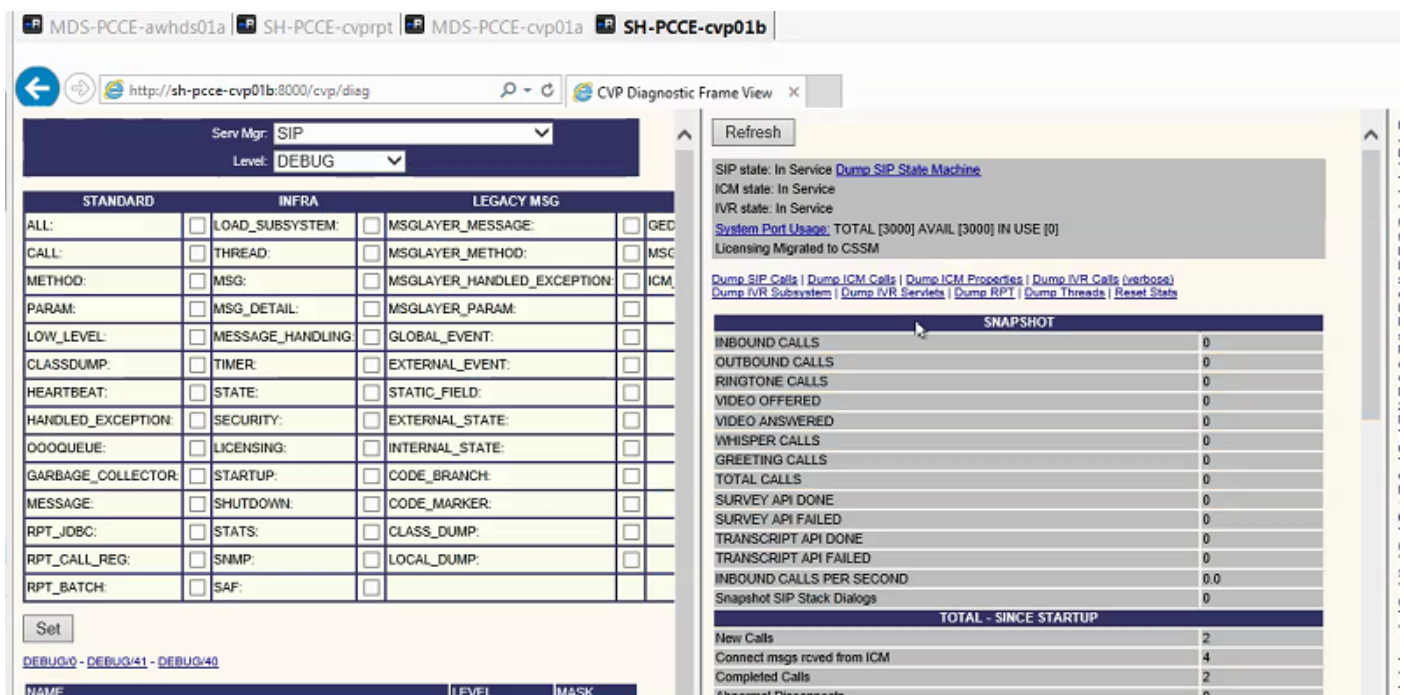 MDS-PCCE-awhds01a SH-PCCE-cvprpt MDS-PCCE-cvp01a SH-PCCE-cvp01b
http://sh-pcce-cvp01b:8000/cvp/diag CVP Diagnostic Frame View
Serv Mgr: SIP
Level: DEBUG
STANDARD INFRA LEGACY MSG
ALL: LOAD_SUBSYSTEM: MSGLAYER_MESSAGE: GED
CALL: THREAD: MSGLAYER_METHOD: MSG
METHOD: MSG: MSGLAYER_HANDLED_EXCEPTION: ICM_
PARAM: MSG_DETAIL: MSGLAYER_PARAM:
LOW_LEVEL: MESSAGE_HANDLING: GLOBAL_EVENT:
CLASSDUMP: TIMER: EXTERNAL_EVENT:
HEARTBEAT: STATE: STATIC_FIELD:
HANDLED_EXCEPTION: SECURITY: EXTERNAL_STATE:
OOOQUEUE: LICENSING: INTERNAL_STATE:
GARBAGE_COLLECTOR: STARTUP: CODE_BRANCH:
MESSAGE: SHUTDOWN: CODE_MARKER:
RPT_JDBC: STATS: CLASS_DUMP:
RPT_CALL_REG: SNMP: LOCAL_DUMP:
RPT_BATCH: SAF:
Set
DEBUG/0 - DEBUG/41 - DEBUG/40
NAME LEVEL MASK
Refresh
SIP state: In Service Dump SIP State Machine
ICM state: In Service
IVR state: In Service
System Port Usage: TOTAL [3000] AVAIL [3000] IN USE [0]
Licensing Migrated to CSSM
Dump SIP Calls | Dump ICM Calls | Dump ICM Properties | Dump IVR Calls (verbose)
Dump IVR Subsystem | Dump IVR Servlets | Dump RPT | Dump Threads | Reset Stats
SNAPSHOT
INBOUND CALLS 0
OUTBOUND CALLS 0
RINGTONE CALLS 0
VIDEO OFFERED 0
VIDEO ANSWERED 0
WHISPER CALLS 0
GREETING CALLS 0
TOTAL CALLS 0
SURVEY API DONE 0
SURVEY API FAILED 0
TRANSCRIPT API DONE 0
TRANSCRIPT API FAILED 0
INBOUND CALLS PER SECOND 0.0
Snapshot SIP Stack Dialogs 0
TOTAL - SINCE STARTUP
New Calls 2
Connect msgs rcved from ICM 4
Completed Calls 2
Abnormal Disconnects